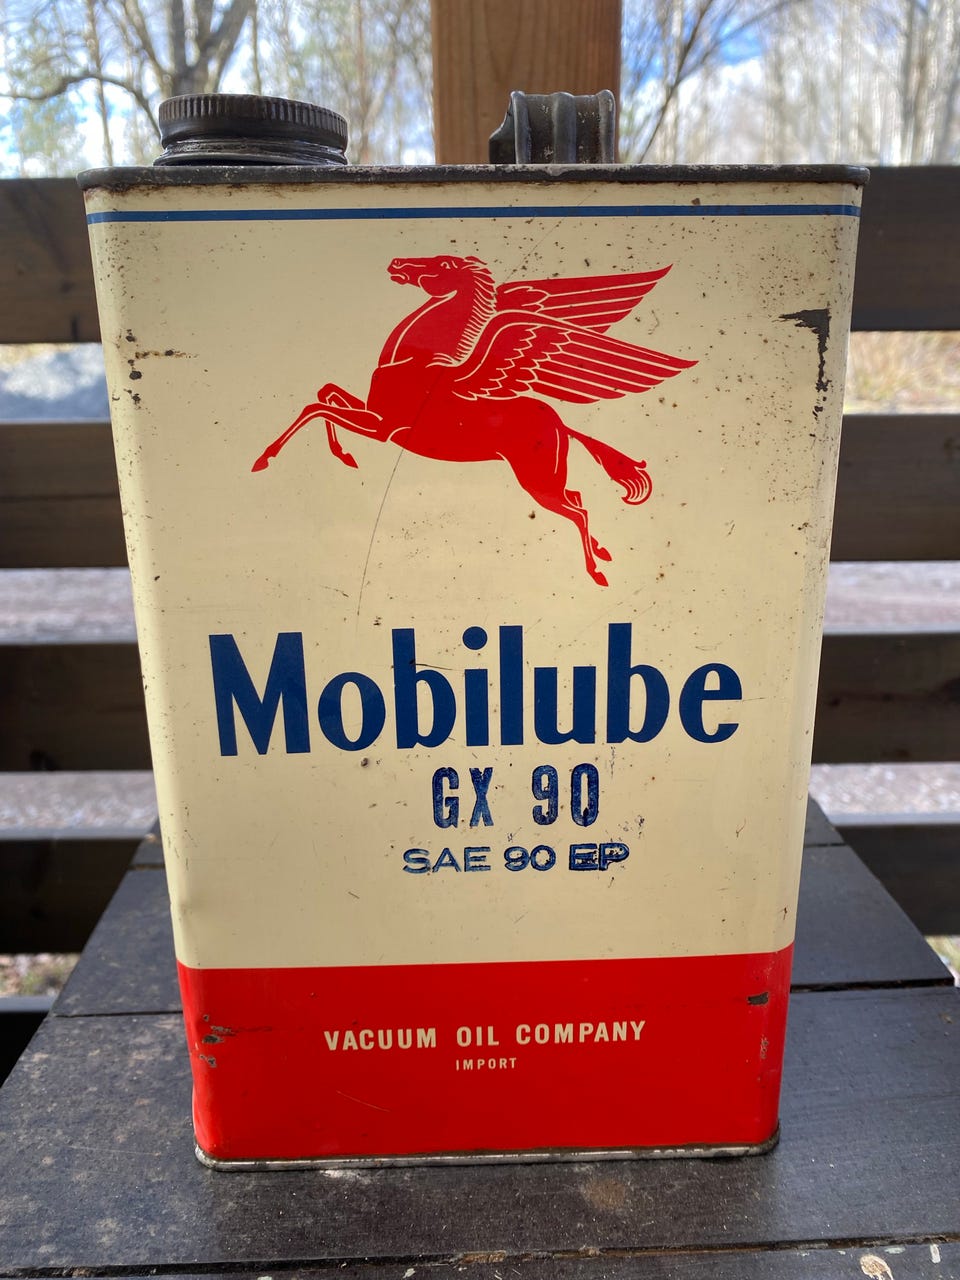 Mobilube
GX 90
SAE 90 EP
VACUUM OIL COMPANY
IMPORT